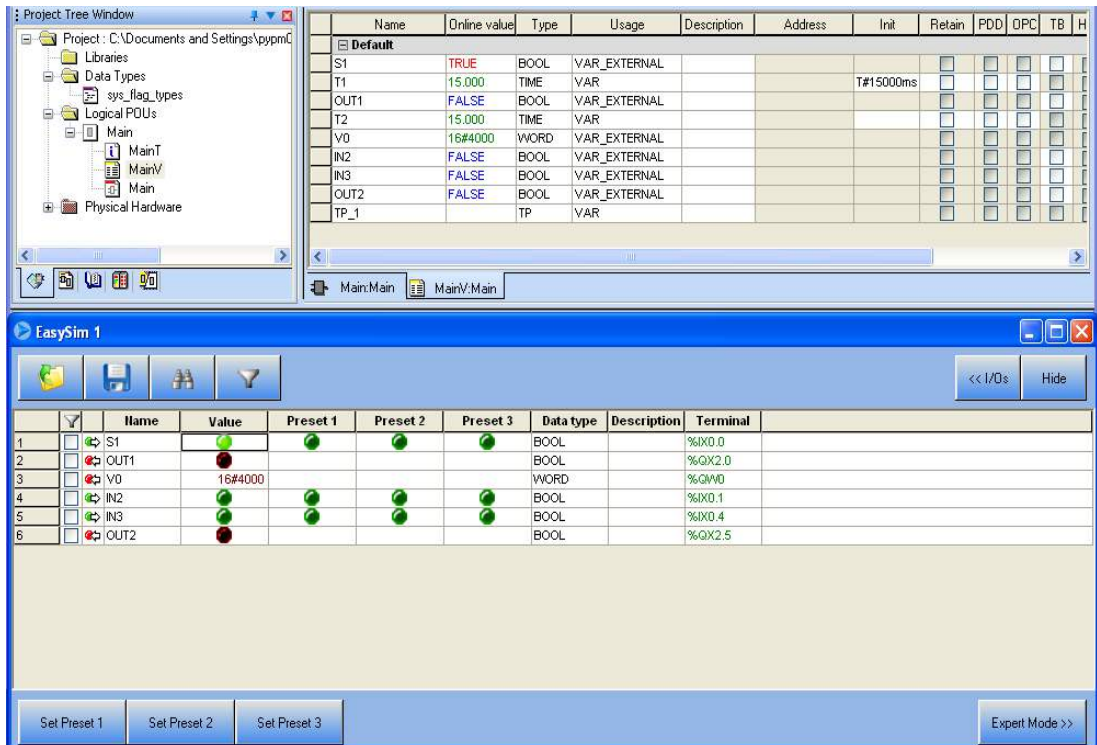 Project Tree Window
Project : C:\Documents and Settings\pypm
Libraries
Data Types
sys_flag_types
Logical POUs
Main
MainT
MainV
Main
Physical Hardware
Name Online value Type Usage Description Address Init Retain PDD OPC TB H
Default
S1 TRUE BOOL VAR_EXTERNAL
T1 15.000 TIME VAR T#15000ms
OUT1 FALSE BOOL VAR_EXTERNAL
T2 15.000 TIME VAR
V0 16#4000 WORD VAR_EXTERNAL
IN2 FALSE BOOL VAR_EXTERNAL
IN3 FALSE BOOL VAR_EXTERNAL
OUT2 FALSE BOOL VAR_EXTERNAL
TP_1 TP VAR
Main:Main MainV:Main
EasySim 1
<< I/Os Hide
Name Value Preset 1 Preset 2 Preset 3 Data type Description Terminal
1 S1 BOOL %IX0.0
2 OUT1 BOOL %QX2.0
3 V0 16#4000 WORD %QW0
4 IN2 BOOL %IX0.1
5 IN3 BOOL %IX0.4
6 OUT2 BOOL %QX2.5
Set Preset 1 Set Preset 2 Set Preset 3 Expert Mode >>